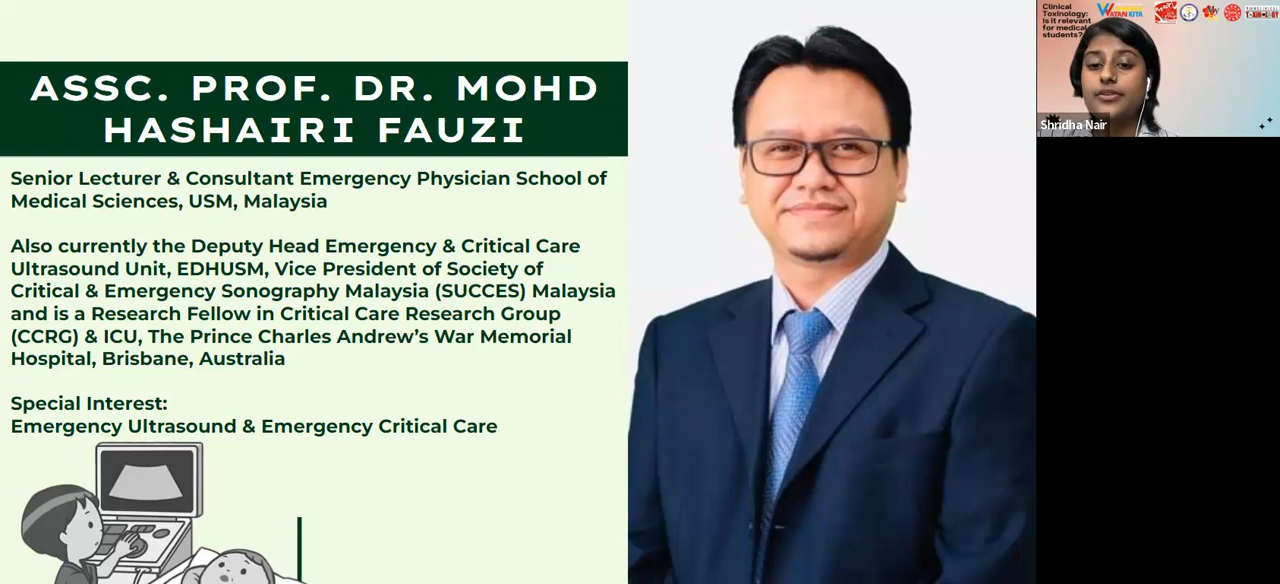 ASSC. PROF. DR. MOHD
HASHAIRI FAUZI
Senior Lecturer & Consultant Emergency Physician School of
Medical Sciences, USM, Malaysia
Also currently the Deputy Head Emergency & Critical Care
Ultrasound Unit, EDHUSM, Vice President of Society of
Critical & Emergency Sonography Malaysia (SUCCES) Malaysia
and is a Research Fellow in Critical Care Research Group
(CCRG) & ICU, The Prince Charles Andrew’s War Memorial
Hospital, Brisbane, Australia
Special Interest:
Emergency Ultrasound & Emergency Critical Care
Clinical
Toxinology:
Is it relevant
for medical
students?
WATAN KITA
Shridha Nair